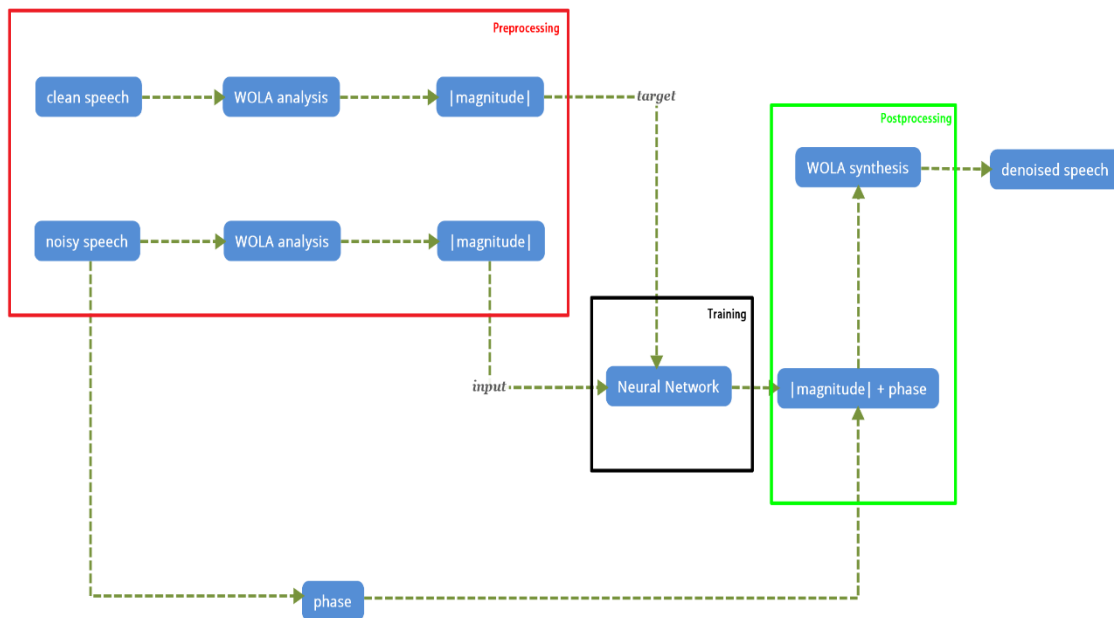 Preprocessing
clean speech
WOLA analysis
|magnitude|
target
Postprocessing
WOLA synthesis
denoised speech
noisy speech
WOLA analysis
|magnitude|
Training
input
Neural Network
|magnitude| + phase
phase